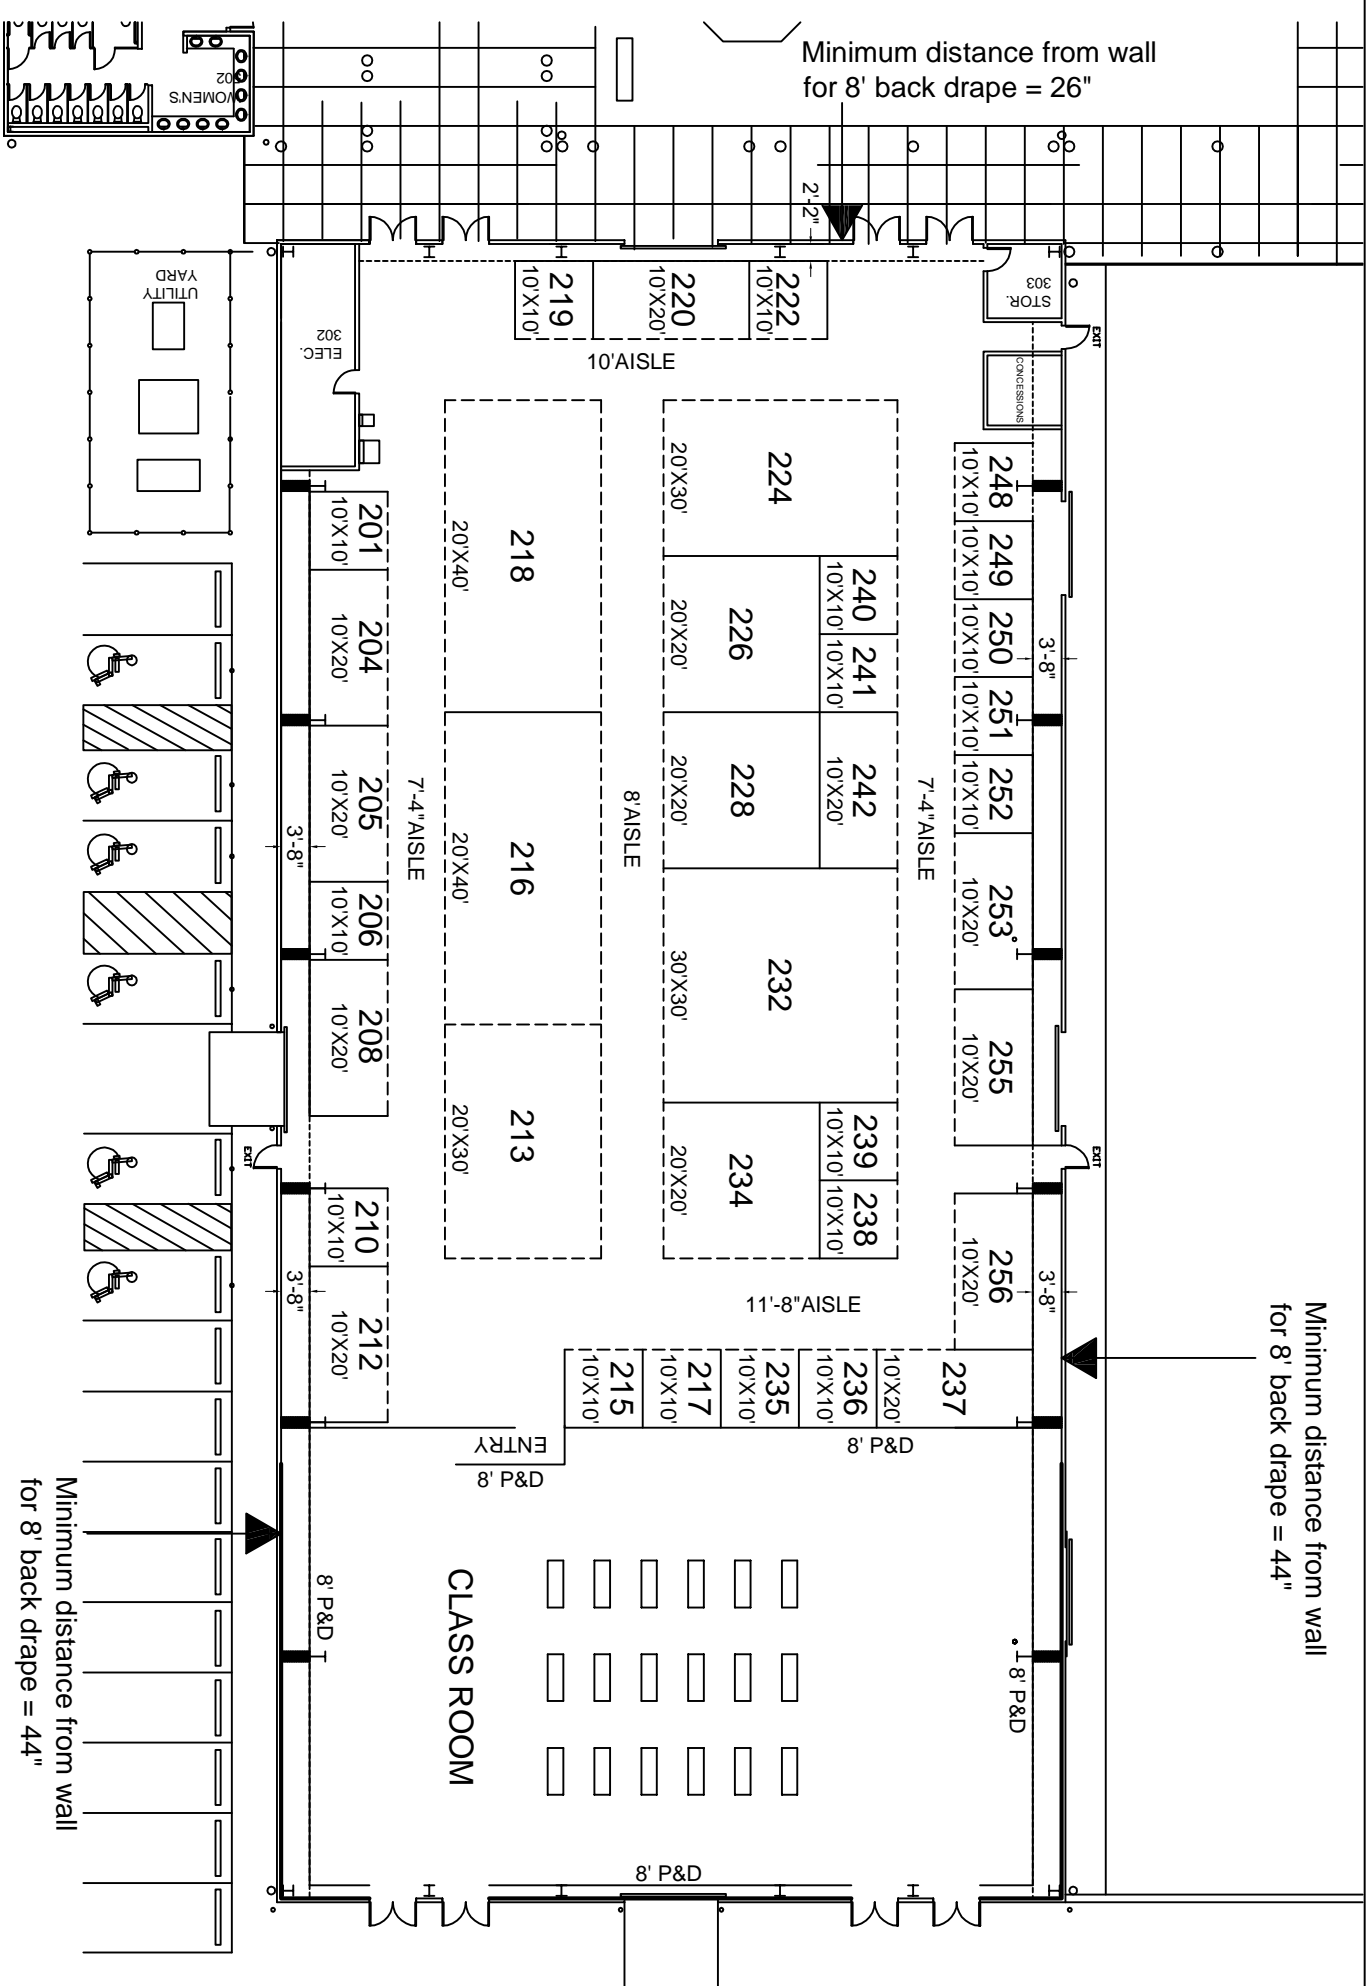 Minimum distance from wall
for 8' back drape = 26"
WOMEN'S
2'-2"
UTILITY
YARD
ELEC.
302
STOR.
303
EXIT
CONCESSIONS
219
10'X10'
220
10'X20'
222
10'X10'
10'AISLE
201
10'X10'
204
10'X20'
205
10'X20'
206
10'X10'
208
10'X20'
210
10'X10'
212
10'X20'
3'-8"
3'-8"
EXIT
7'-4"AISLE
218
20'X40'
216
20'X40'
213
20'X30'
8'AISLE
224
20'X30'
226
20'X20'
228
20'X20'
232
30'X30'
234
20'X20'
240
10'X10'
241
10'X10'
242
10'X20'
239
10'X10'
238
10'X10'
7'-4"AISLE
248
10'X10'
249
10'X10'
250
10'X10'
251
10'X10'
252
10'X10'
253
10'X20'
255
10'X20'
256
10'X20'
3'-8"
3'-8"
EXIT
11'-8"AISLE
215
10'X10'
217
10'X10'
235
10'X10'
236
10'X10'
237
10'X20'
ENTRY
8' P&D
8' P&D
8' P&D
8' P&D
CLASS ROOM
8' P&D
Minimum distance from wall
for 8' back drape = 44"
Minimum distance from wall
for 8' back drape = 44"